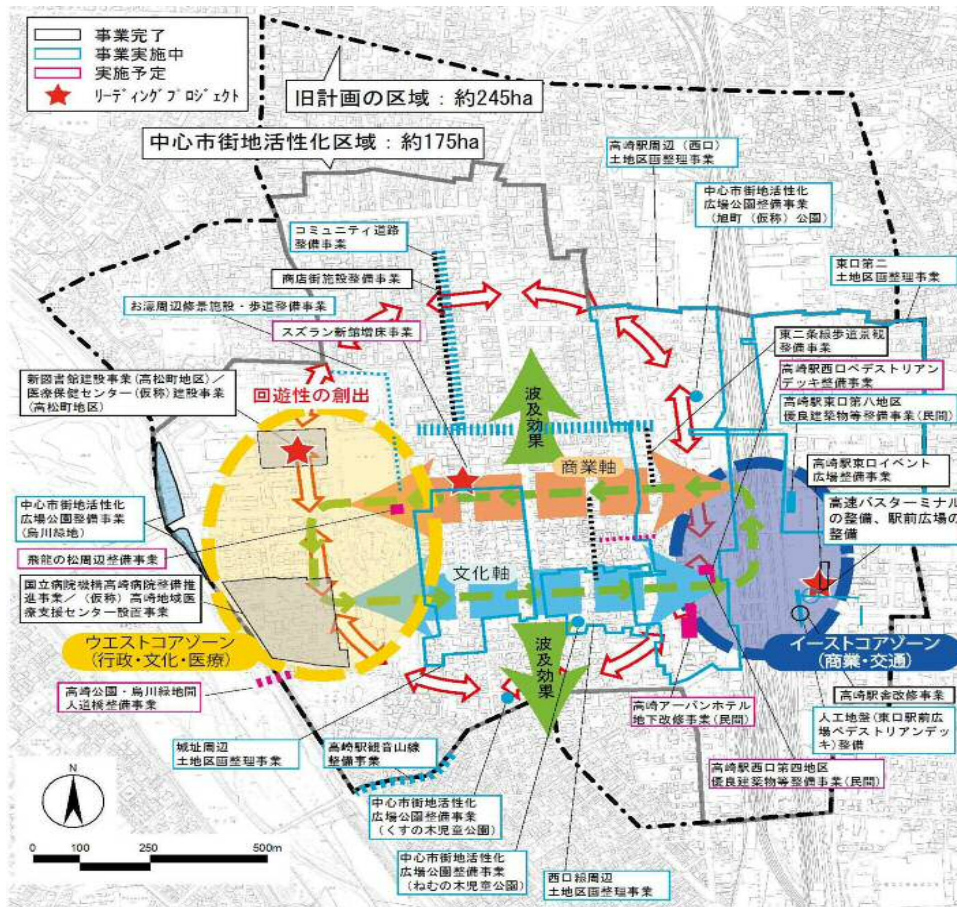 事業完了
事業実施中
実施予定
リーディングプロジェクト
旧計画の区域：約245ha
中心市街地活性化区域：約175ha
高崎駅周辺（西口）
土地区画整理事業
中心市街地活性化
広場公園整備事業
（旭町（仮称）公園）
コミュニティ道路
整備事業
商店街施設整備事業
お濠周辺修景施設・歩道整備事業
スズラン新館増床事業
東口第二
土地区画整理事業
東二条線歩道景観
整備事業
高崎駅西口ペデストリアン
デッキ整備事業
高崎駅東口第八地区
優良建築物等整備事業(民間)
新図書館建設事業(高松町地区)／
医療保健センター(仮称)建設事業
(高松町地区)
回遊性の創出
波及効果
商業軸
高崎駅東口イベント
広場整備事業
高速バスターミナル
の整備、駅前広場の
整備
中心市街地活性化
広場公園整備事業
(烏川緑地)
飛龍の松周辺整備事業
国立病院機構高崎病院整備推
進事業／(仮称)高崎地域医
療支援センター設置事業
文化軸
ウエストコアゾーン
(行政・文化・医療)
波及効果
イーストコアゾーン
(商業・交通)
高崎公園・烏川緑地間
人道橋整備事業
高崎アーバンホテル
地下改修事業(民間)
高崎駅舎改修事業
人工地盤(東口駅前広
場ペデストリアンデッ
キ)整備
城址周辺
土地区画整理事業
高崎駅観音山線
整備事業
高崎駅西口第四地区
優良建築物等整備事業(民間)
中心市街地活性化
広場公園整備事業
(くすの木児童公園)
中心市街地活性化
広場公園整備事業
(ねむの木児童公園)
西口線周辺
土地区画整理事業
N
0 100 250 500m